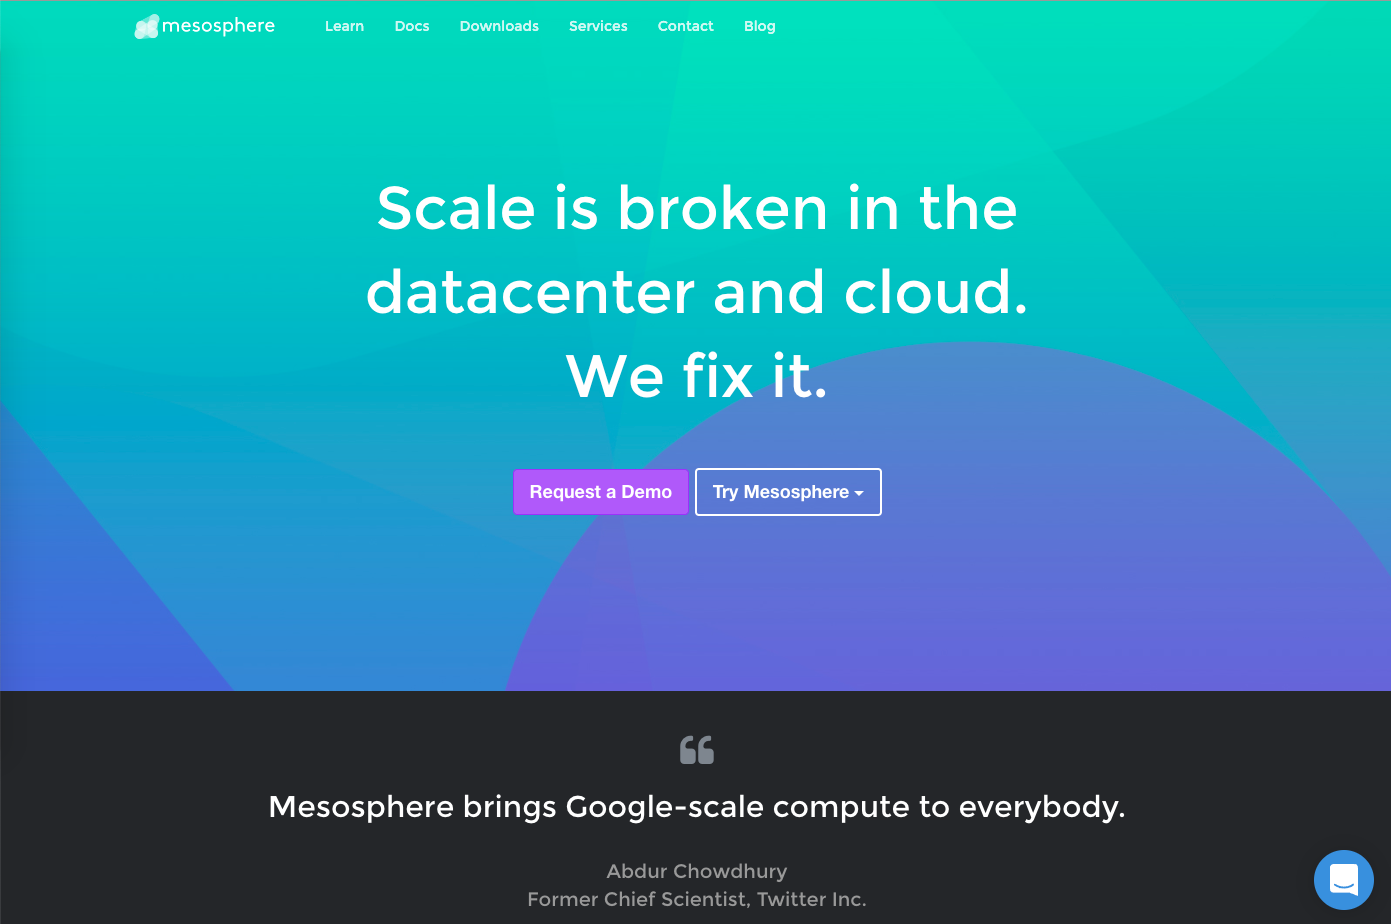 mesosphere Learn Docs Downloads Services Contact Blog
Scale is broken in the
datacenter and cloud.
We fix it.
Request a Demo Try Mesosphere
Mesosphere brings Google-scale compute to everybody.
Abdur Chowdhury
Former Chief Scientist, Twitter Inc.